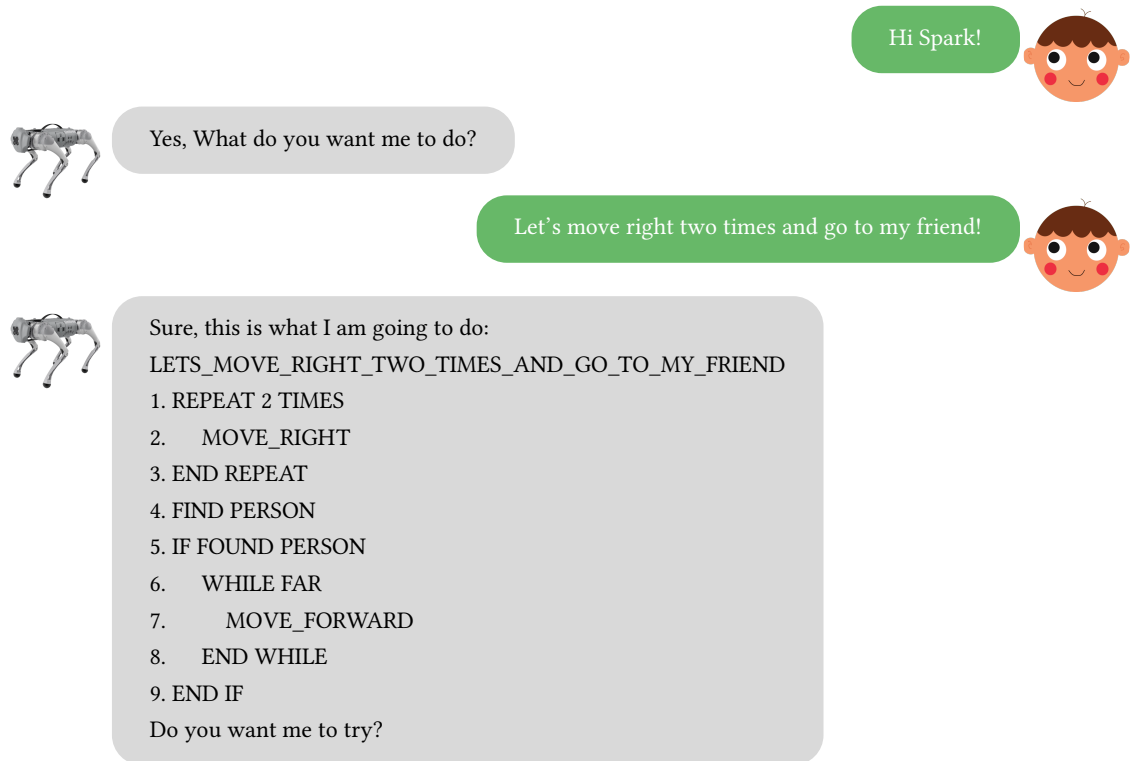 Hi Spark!
Yes, What do you want me to do?
Let’s move right two times and go to my friend!
Sure, this is what I am going to do:
LETS_MOVE_RIGHT_TWO_TIMES_AND_GO_TO_MY_FRIEND
1. REPEAT 2 TIMES
2. MOVE_RIGHT
3. END REPEAT
4. FIND PERSON
5. IF FOUND PERSON
6. WHILE FAR
7. MOVE_FORWARD
8. END WHILE
9. END IF
Do you want me to try?